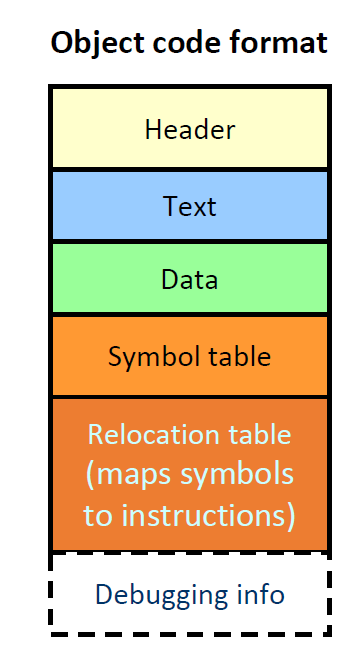 Object code format
Header
Text
Data
Symbol table
Relocation table
(maps symbols
to instructions)
Debugging info